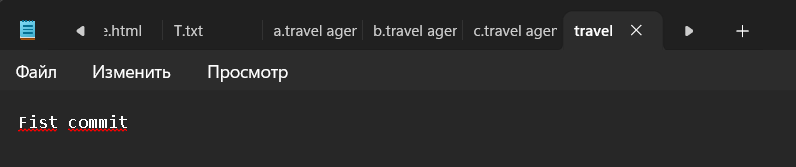 e.html T.txt a.travel ager b.travel ager c.travel ager travel
Файл Изменить Просмотр
Fist commit